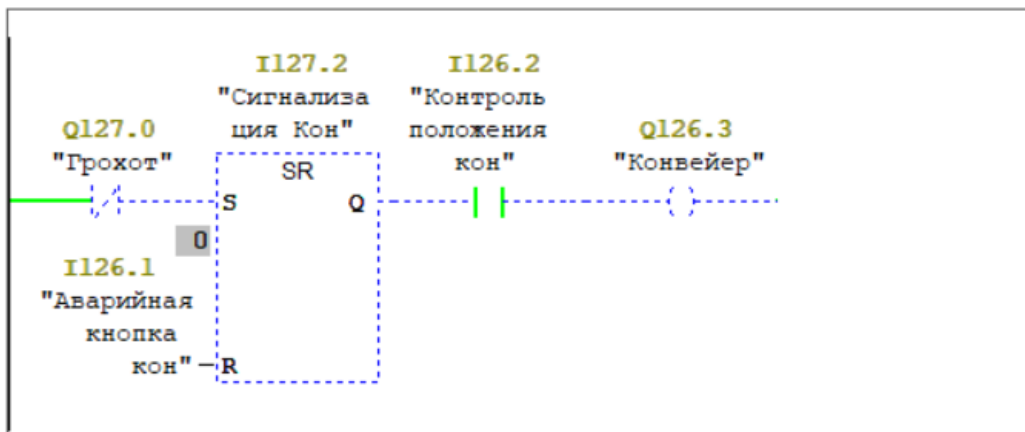 I127.2
I126.2
"Сигнализа
"Контроль
Q127.0
ция Кон"
положения
Q126.3
"Грохот"
кон"
"Конвейер"
SR
S
Q
0
I126.1
"Аварийная
кнопка
кон"
R